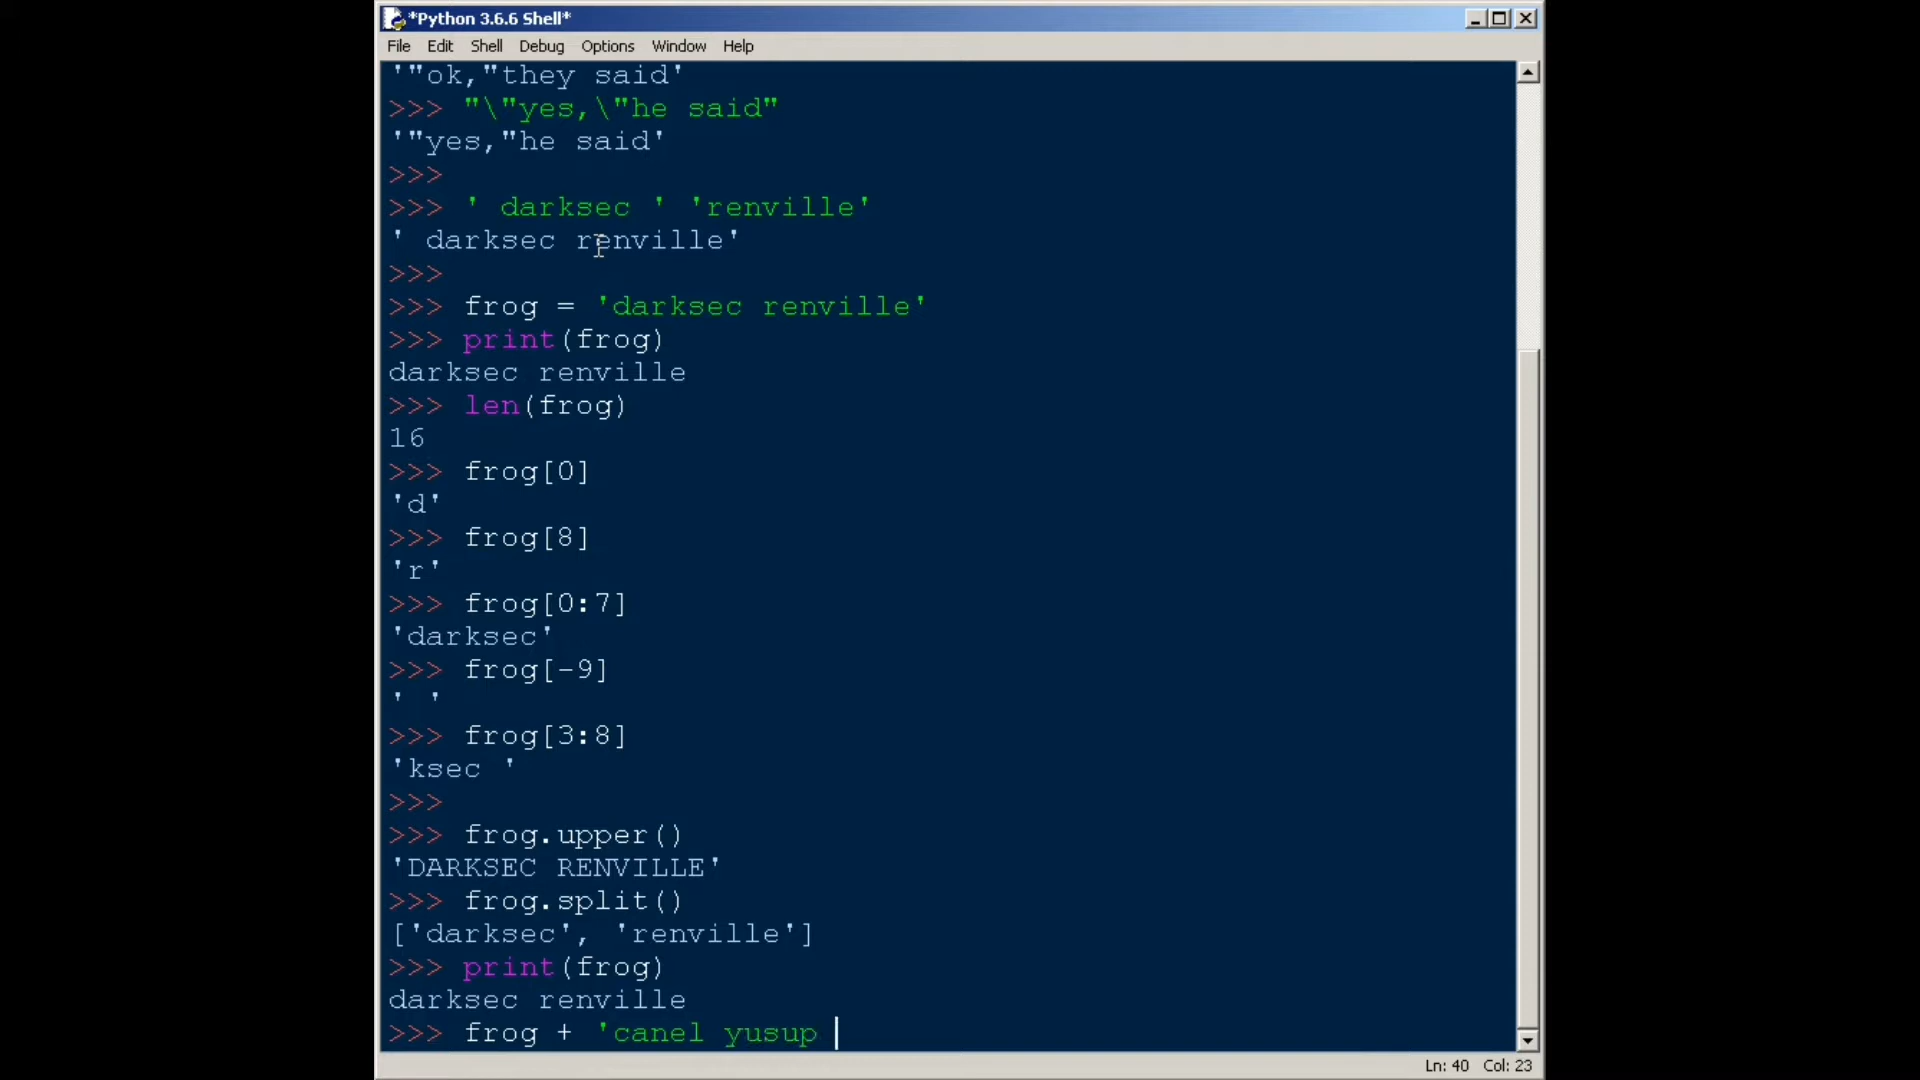 *Python 3.6.6 Shell*
File Edit Shell Debug Options Window Help
'"ok,"they said'
>>> "\"yes,\"he said"
'"yes,"he said'
>>>
>>> ' darksec ' 'renville'
' darksec renville'
>>>
>>> frog = 'darksec renville'
>>> print(frog)
darksec renville
>>> len(frog)
16
>>> frog[0]
'd'
>>> frog[8]
'r'
>>> frog[0:7]
'darksec'
>>> frog[-9]
' '
>>> frog[3:8]
'ksec '
>>>
>>> frog.upper()
'DARKSEC RENVILLE'
>>> frog.split()
['darksec', 'renville']
>>> print(frog)
darksec renville
>>> frog + 'canel yusup
Ln: 40 Col: 23